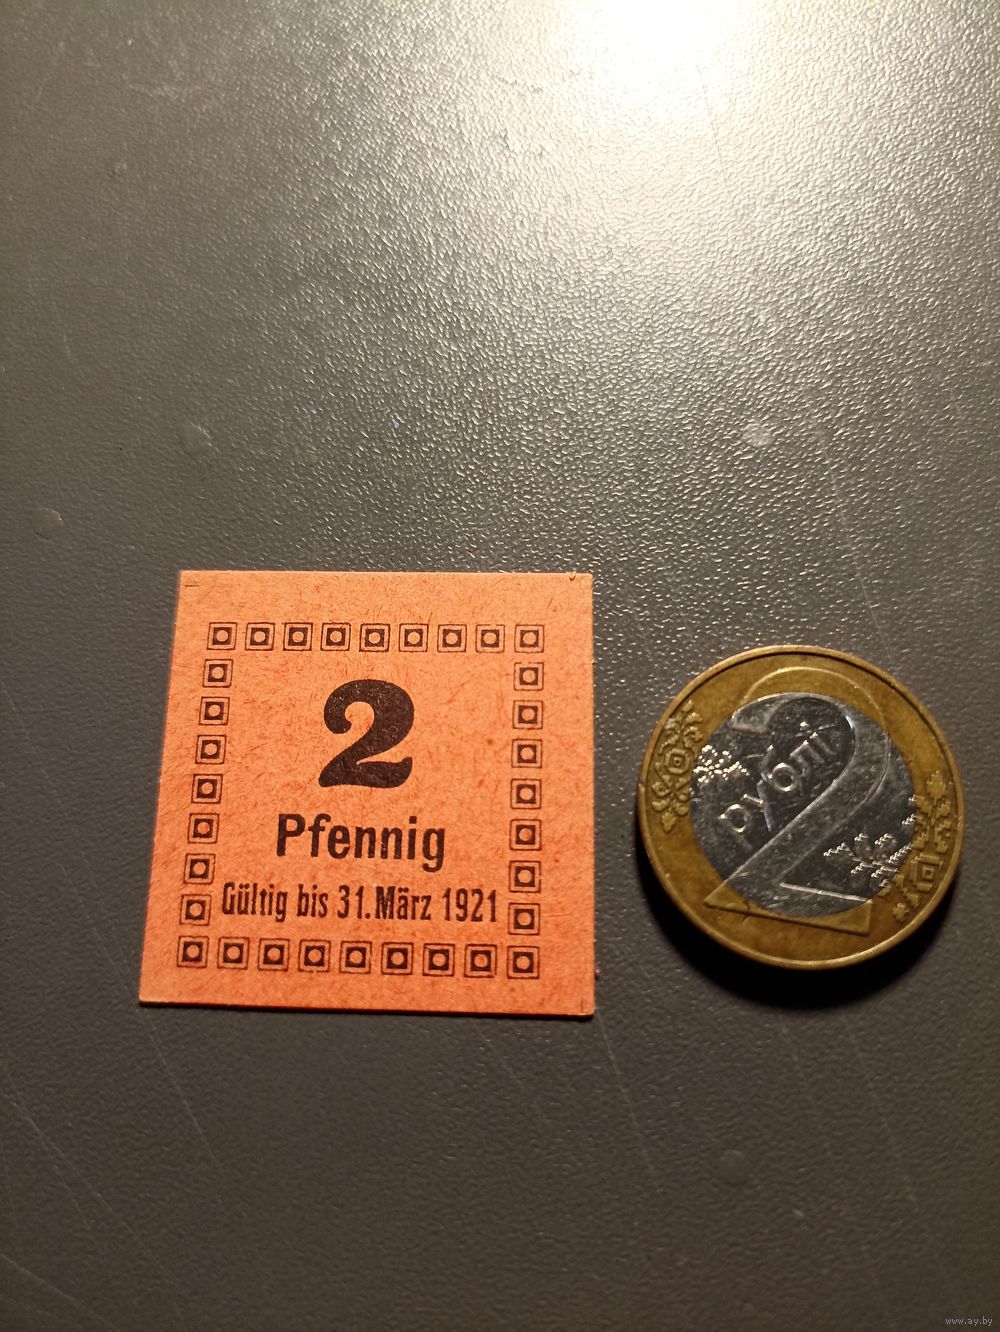 2
Pfennig
Gültig bis 31. März 1921
2
рублі
www.ay.by